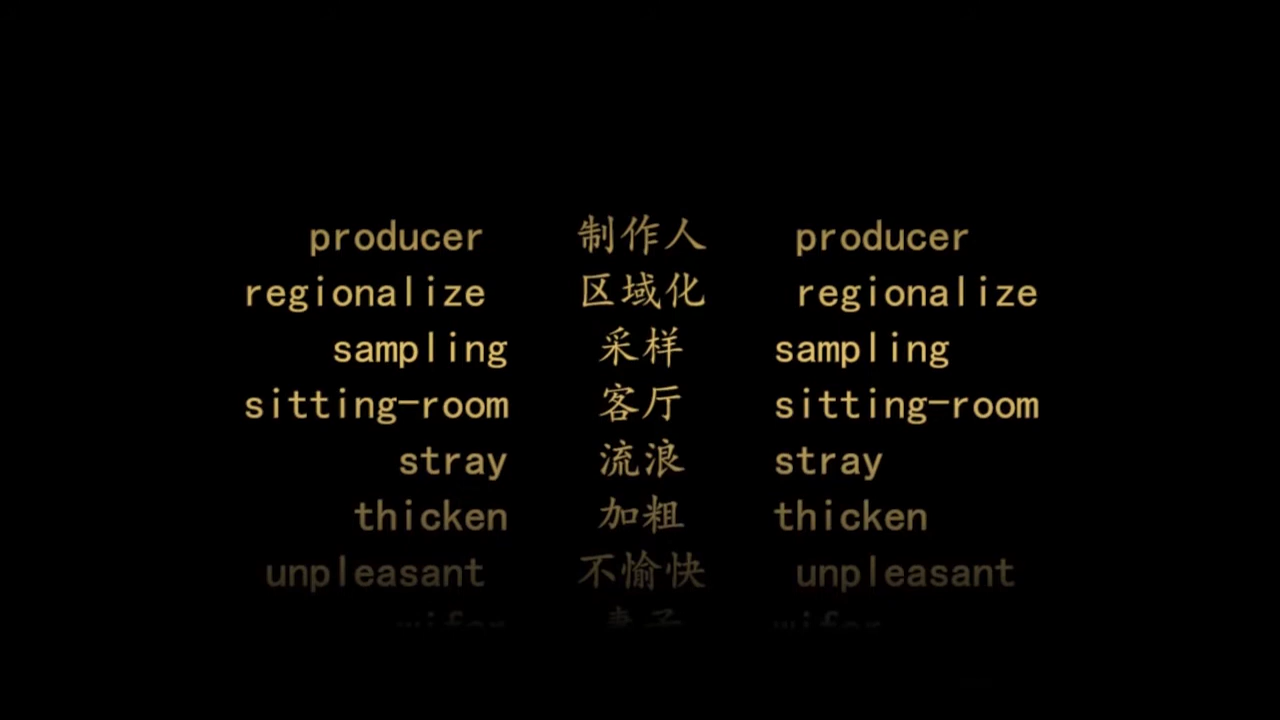 producer 制作人 producer
regionalize 区域化 regionalize
sampling 采样 sampling
sitting-room 客厅 sitting-room
stray 流浪 stray
thicken 加粗 thicken
unpleasant 不愉快 unpleasant